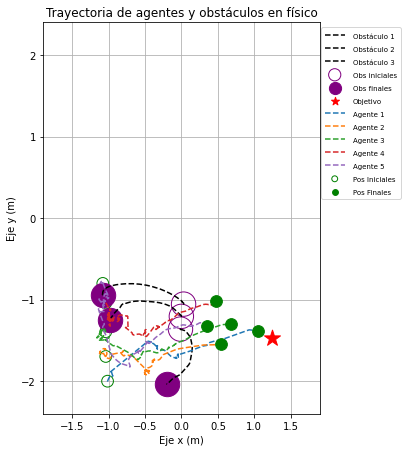 Trayectoria de agentes y obstáculos en físico
Obstáculo 1
Obstáculo 2
Obstáculo 3
Obs iniciales
Obs finales
Objetivo
Agente 1
Agente 2
Agente 3
Agente 4
Agente 5
Pos Iniciales
Pos Finales
Eje y (m)
2
1
0
−1
−2
−1.5
−1.0
−0.5
0.0
0.5
1.0
1.5
Eje x (m)